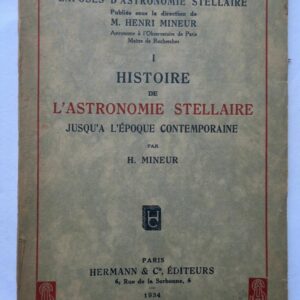 EXPOSÉS D'ASTRONOMIE STELLAIRE
Publiés sous la direction de
M. HENRI MINEUR
Astronome à l'Observatoire de Paris
Maître de Recherches
I
HISTOIRE
DE
L'ASTRONOMIE STELLAIRE
JUSQU'A L'ÉPOQUE CONTEMPORAINE
PAR
H. MINEUR
HC
PARIS
HERMANN & Cie, ÉDITEURS
6, Rue de la Sorbonne, 6
1934